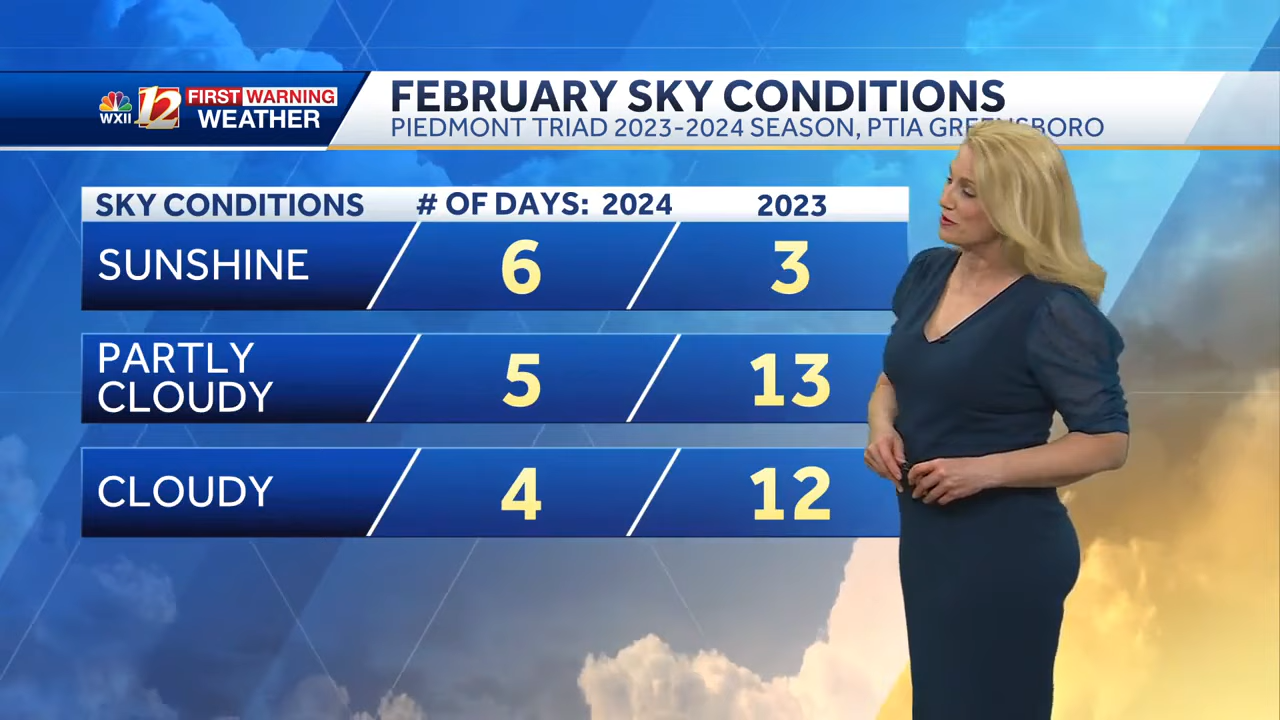 FEBRUARY SKY CONDITIONS
WXII 12 FIRST WARNING
WEATHER
PIEDMONT TRIAD 2023-2024 SEASON, PTIA GREENSBORO
SKY CONDITIONS # OF DAYS: 2024 2023
SUNSHINE 6 3
PARTLY
CLOUDY 5 13
CLOUDY 4 12